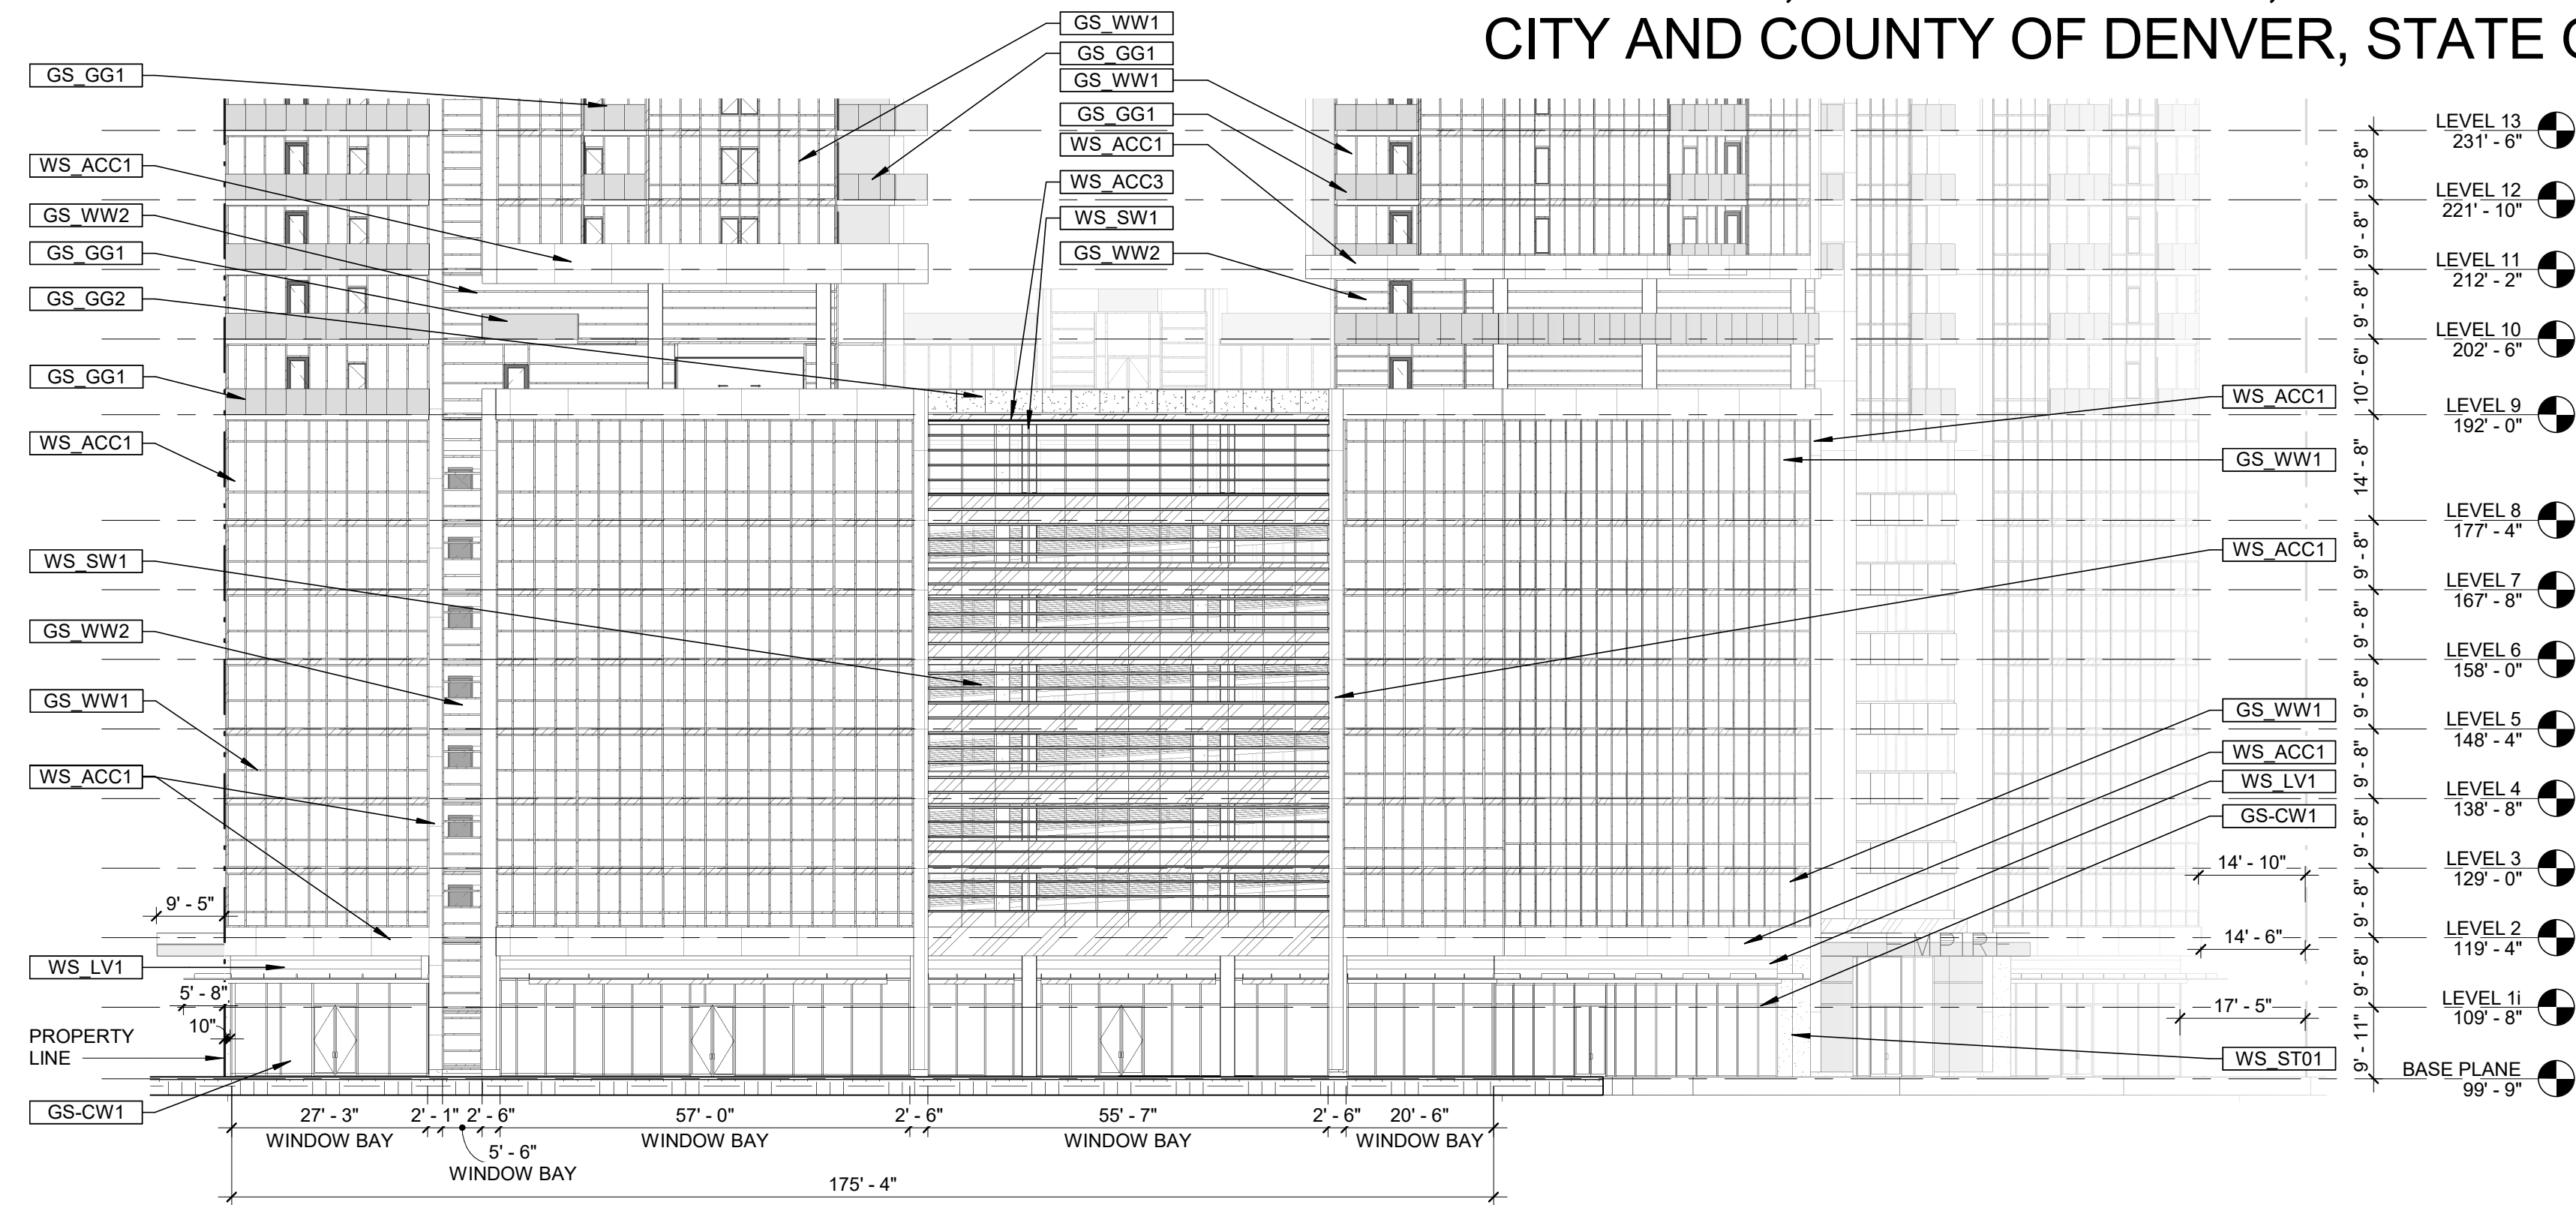 CITY AND COUNTY OF DENVER, STATE
GS_GG1
WS_ACC1
GS_WW2
GS_GG1
GS_GG2
GS_GG1
WS_ACC1
WS_SW1
GS_WW2
GS_WW1
WS_ACC1
9' - 5"
WS_LV1
5' - 8"
10"
PROPERTY
LINE
GS-CW1
GS_WW1
GS_GG1
GS_WW1
GS_GG1
WS_ACC1
WS_ACC3
WS_SW1
GS_WW2
EMPIRE
WS_ACC1
GS_WW1
WS_ACC1
GS_WW1
WS_ACC1
WS_LV1
GS-CW1
14' - 10"
14' - 6"
17' - 5"
WS_ST01
9' - 8"
9' - 8"
9' - 8"
10' - 6"
14' - 8"
9' - 8"
9' - 8"
9' - 8"
9' - 8"
9' - 8"
9' - 8"
9' - 8"
9' - 11"
LEVEL 13
231' - 6"
LEVEL 12
221' - 10"
LEVEL 11
212' - 2"
LEVEL 10
202' - 6"
LEVEL 9
192' - 0"
LEVEL 8
177' - 4"
LEVEL 7
167' - 8"
LEVEL 6
158' - 0"
LEVEL 5
148' - 4"
LEVEL 4
138' - 8"
LEVEL 3
129' - 0"
LEVEL 2
119' - 4"
LEVEL 1i
109' - 8"
BASE PLANE
99' - 9"
27' - 3" 2' - 1" 2' - 6" 57' - 0" 2' - 6" 55' - 7" 2' - 6" 20' - 6"
WINDOW BAY WINDOW BAY WINDOW BAY WINDOW BAY
5' - 6"
WINDOW BAY
175' - 4"